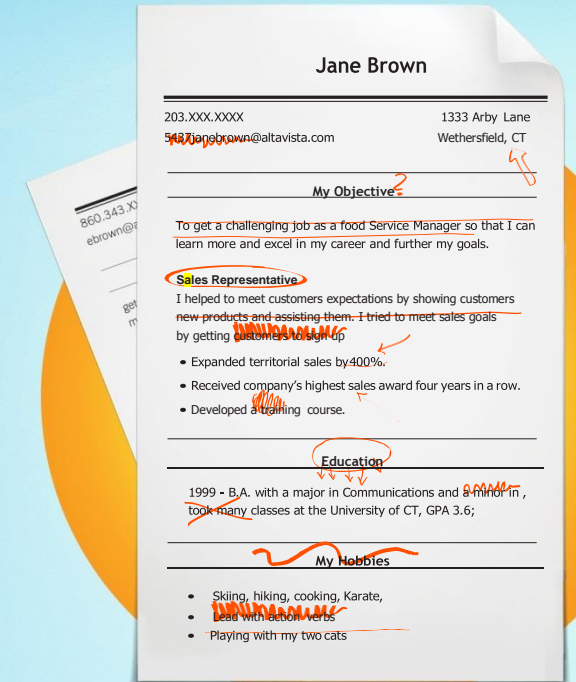 Jane Brown
203.XXX.XXXX 1333 Arby Lane
5437janebrown@altavista.com Wethersfield, CT
860.343.X
ebrown@a
My Objective ?
To get a challenging job as a food Service Manager so that I can
learn more and excel in my career and further my goals.
Sales Representative
I helped to meet customers expectations by showing customers
new products and assisting them. I tried to meet sales goals
by getting customers to sign up
get
m
• Expanded territorial sales by 400%.
• Received company's highest sales award four years in a row.
• Developed a training course.
Education
1999 - B.A. with a major in Communications and a minor in ,
took many classes at the University of CT, GPA 3.6;
My Hobbies
• Skiing, hiking, cooking, Karate,
• Lead with action verbs
• Playing with my two cats